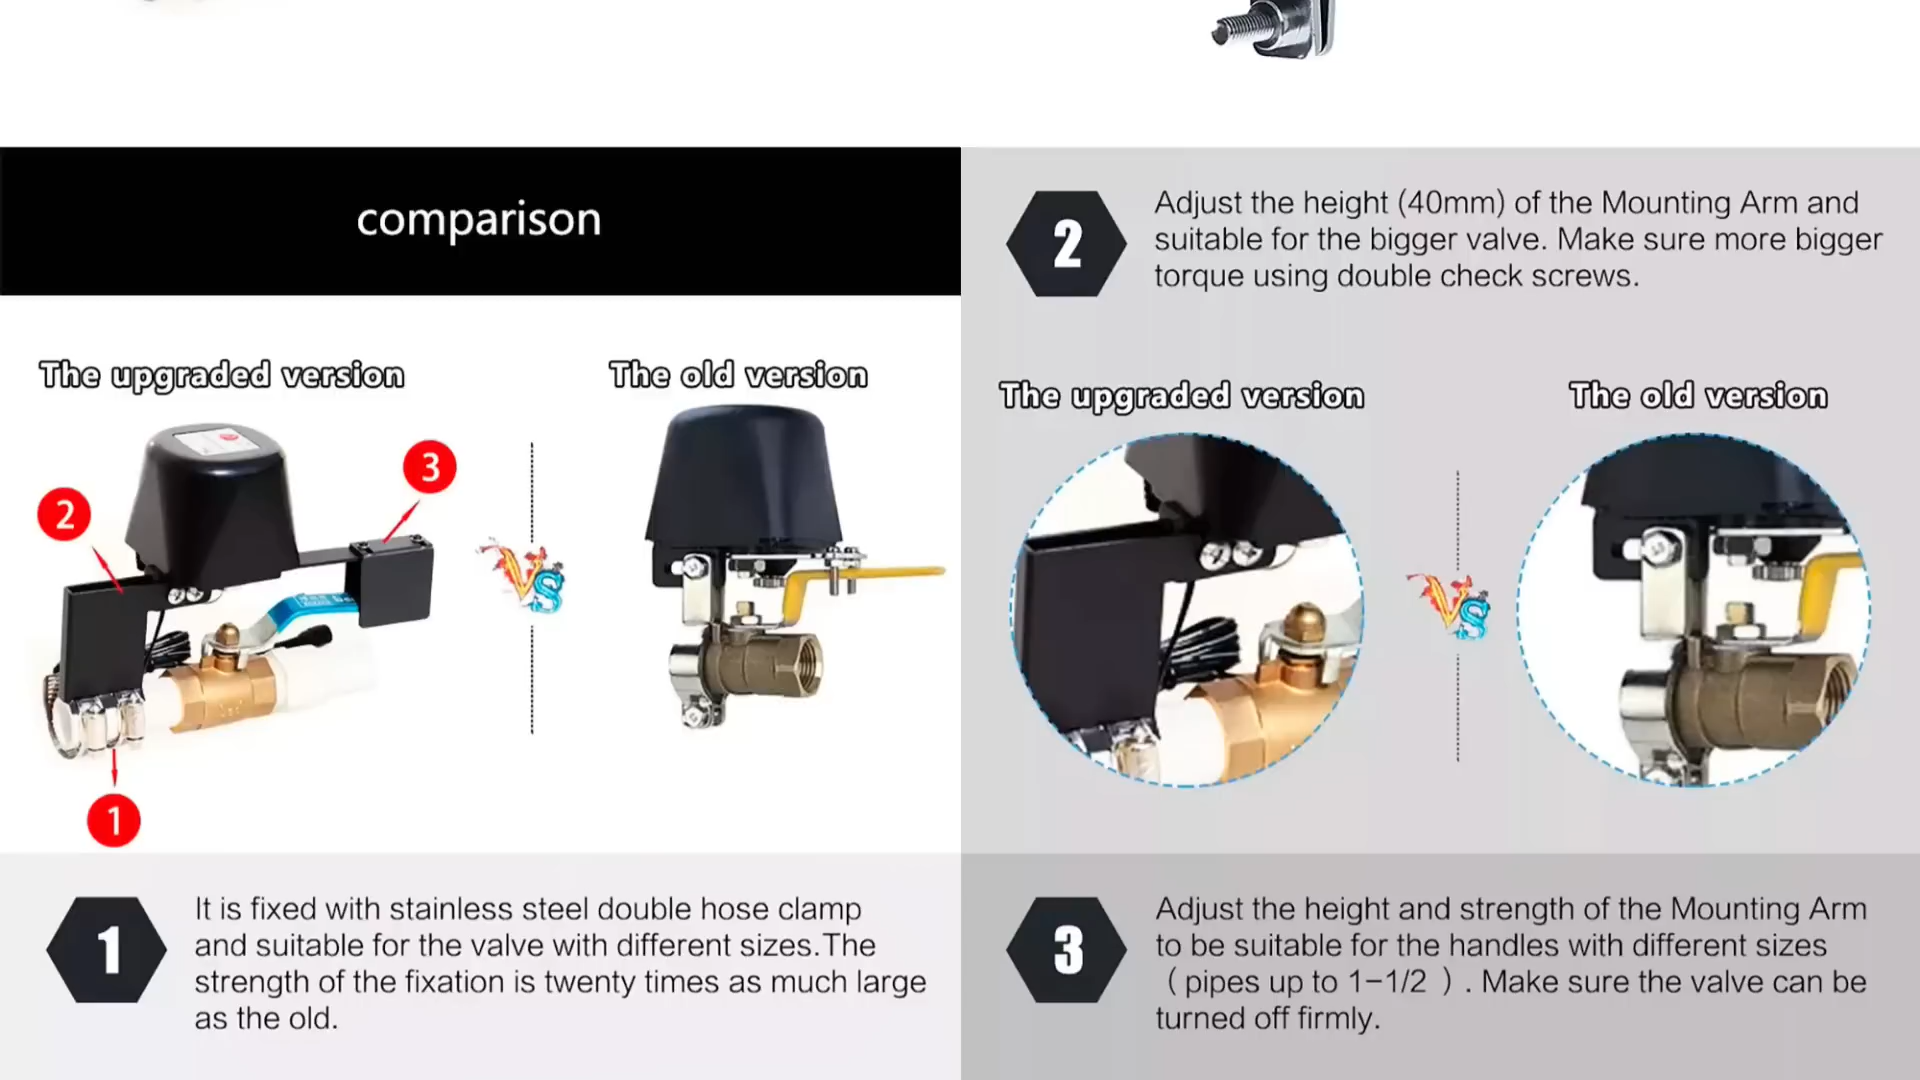 comparison
The upgraded version
The old version
2
3
VS
1
1
It is fixed with stainless steel double hose clamp
and suitable for the valve with different sizes.The
strength of the fixation is twenty times as much large
as the old.
2
Adjust the height (40mm) of the Mounting Arm and
suitable for the bigger valve. Make sure more bigger
torque using double check screws.
The upgraded version
The old version
VS
3
Adjust the height and strength of the Mounting Arm
to be suitable for the handles with different sizes
（pipes up to 1-1/2 ）. Make sure the valve can be
turned off firmly.